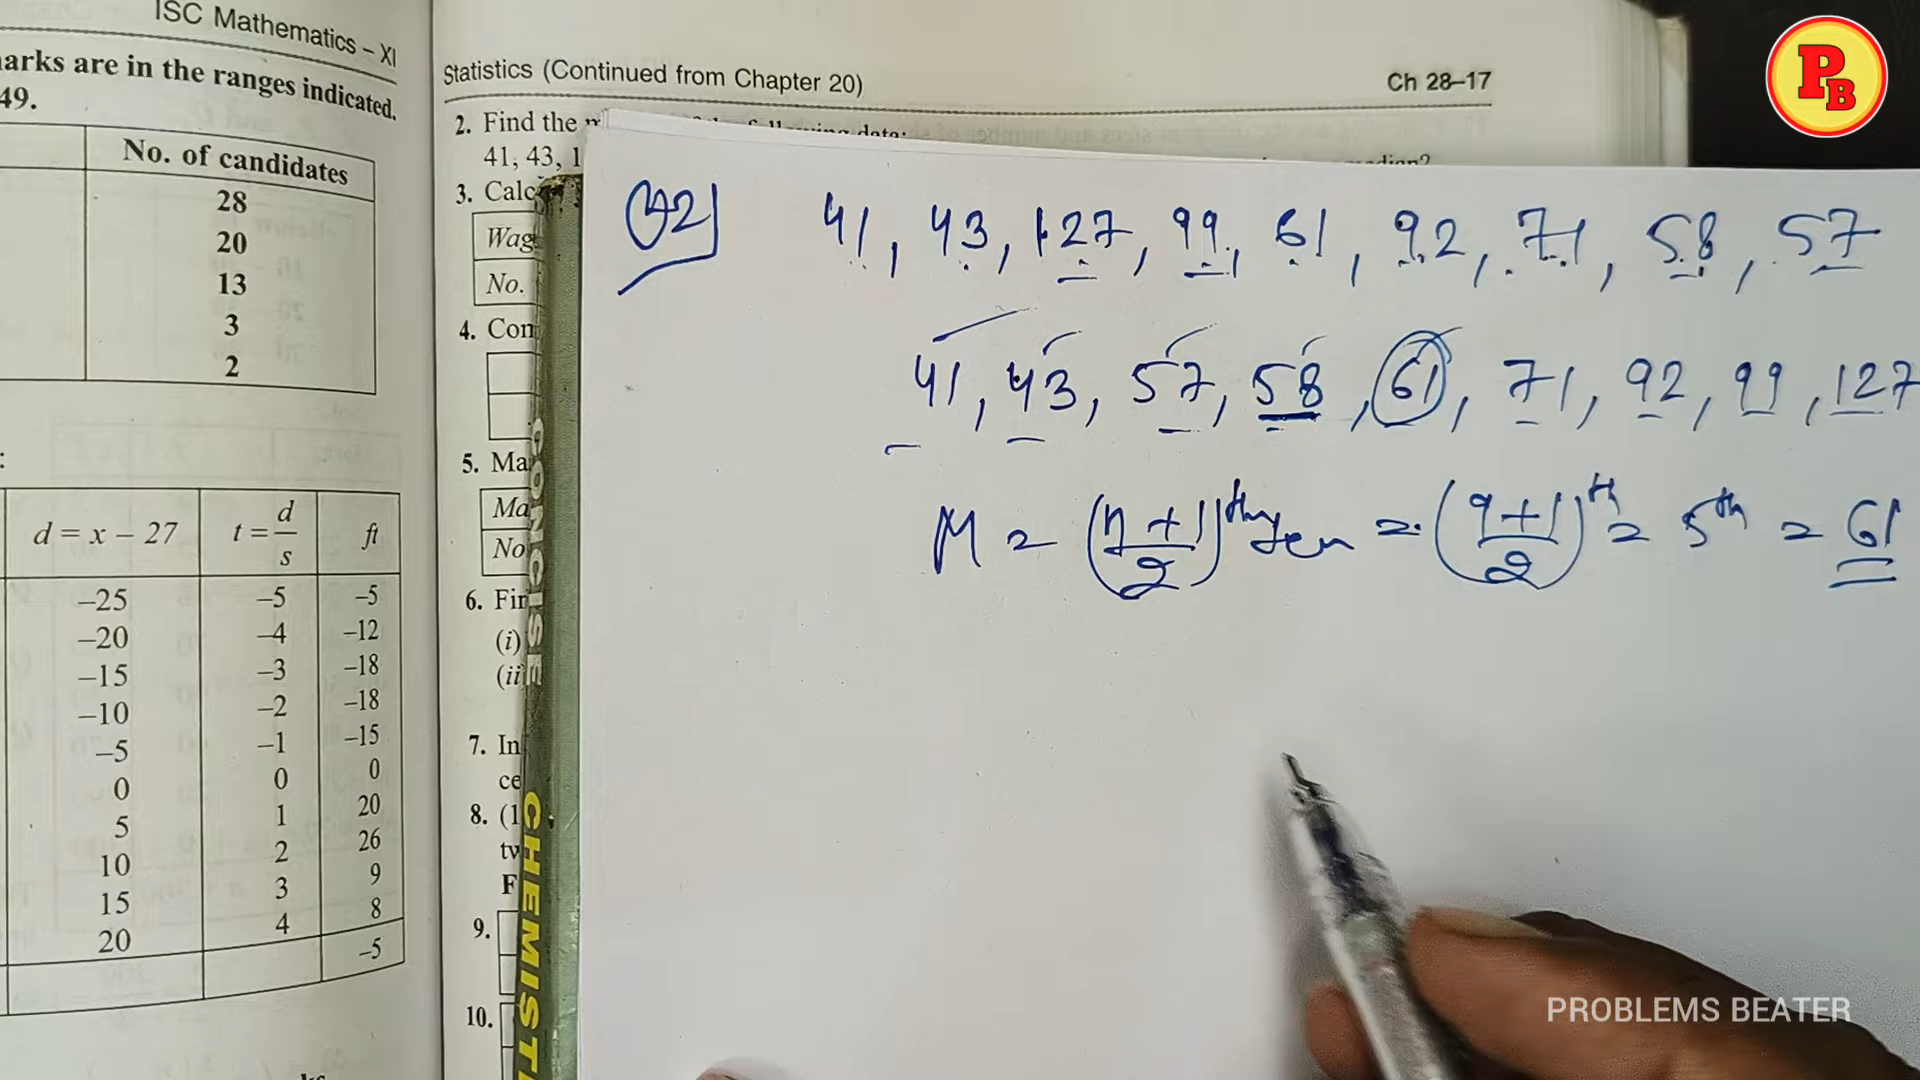 ISC Mathematics – XI
arks are in the ranges indicated.
49.
No. of candidates
28
20
13
3
2
:
d = x – 27 t = d/s ft
–25 –5 –5
–20 –4 –12
–15 –3 –18
–10 –2 –18
–5 –1 –15
0 0 0
5 1 20
10 2 26
15 3 9
20 4 8
–5
Statistics (Continued from Chapter 20) Ch 28–17
2. Find the
41, 43, 1
3. Calc
Wag
No.
4. Con
5. Ma
Ma
No
6. Fin
(i)
(ii
7. In
ce
8. (1
tw
F
9.
10.
CONCISE CHEMIST
Q2]
41, 43, 127, 99, 61, 92, 71, 58, 57
41, 43, 57, 58, 61, 71, 92, 99, 127
M = (n+1/2)th term = (9+1/2)th = 5th = 61
PB
PROBLEMS BEATER